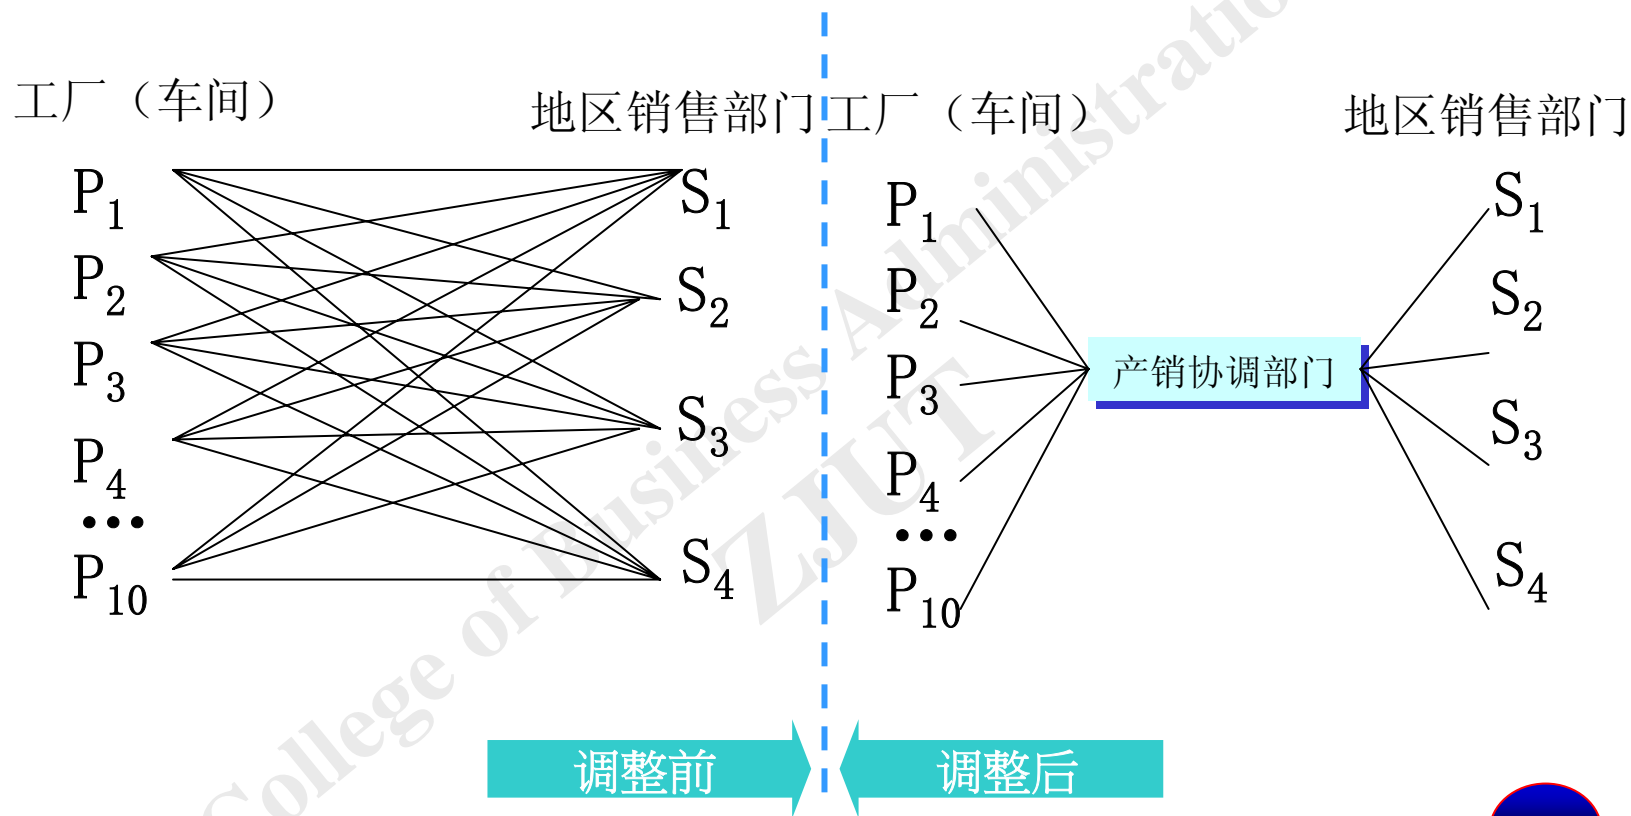 工厂（车间）
地区销售部门
P1
P2
P3
P4
•••
P10
S1
S2
S3
S4
工厂（车间）
地区销售部门
P1
P2
P3
P4
•••
P10
产销协调部门
S1
S2
S3
S4
调整前
调整后
College of Business Administratio
ZJUT